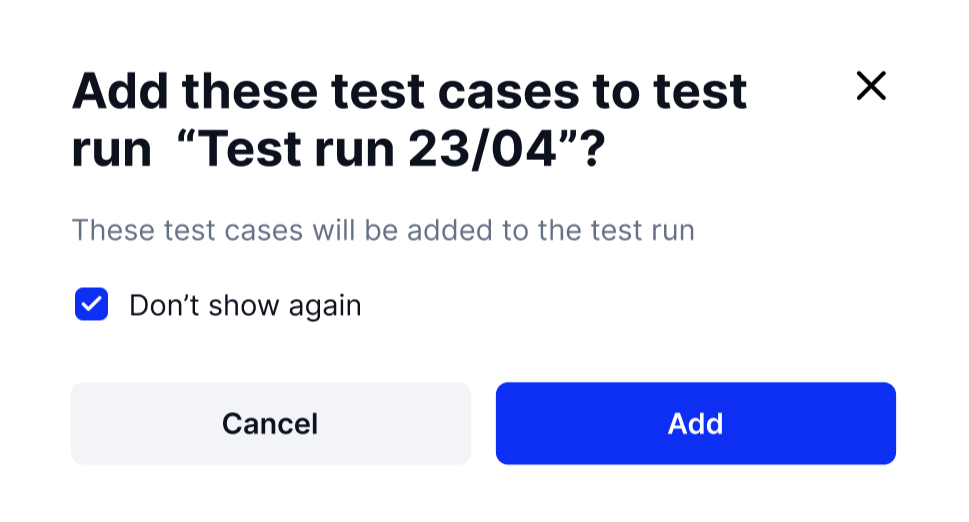 Add these test cases to test
run “Test run 23/04”?
These test cases will be added to the test run
Don’t show again
Cancel
Add